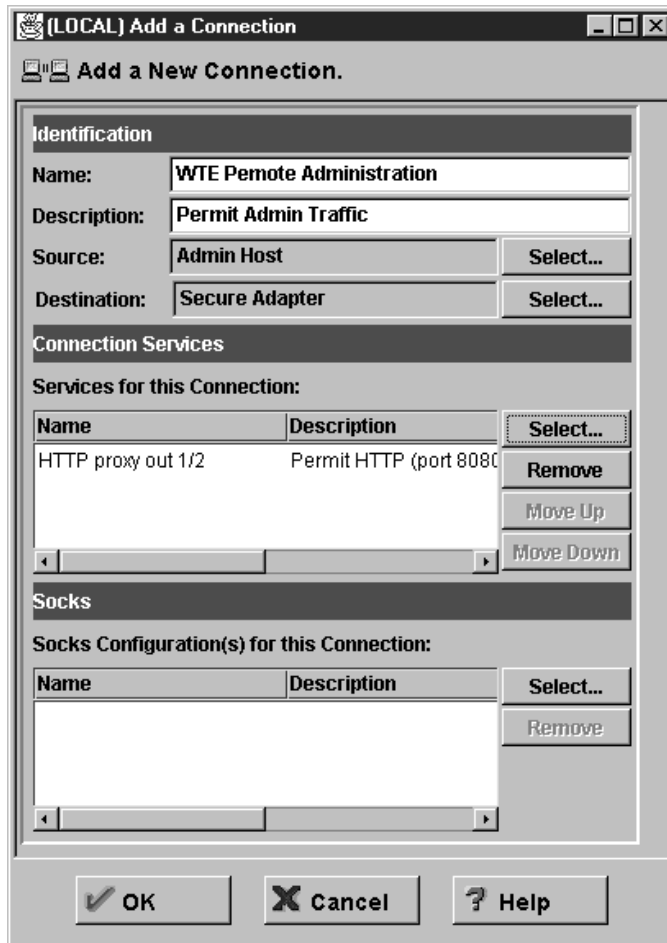 (LOCAL) Add a Connection
Add a New Connection.
Identification
Name: WTE Pemote Administration
Description: Permit Admin Traffic
Source: Admin Host Select...
Destination: Secure Adapter Select...
Connection Services
Services for this Connection:
Name Description Select...
HTTP proxy out 1/2 Permit HTTP (port 8080
Remove
Move Up
Move Down
Socks
Socks Configuration(s) for this Connection:
Name Description Select...
Remove
OK Cancel Help